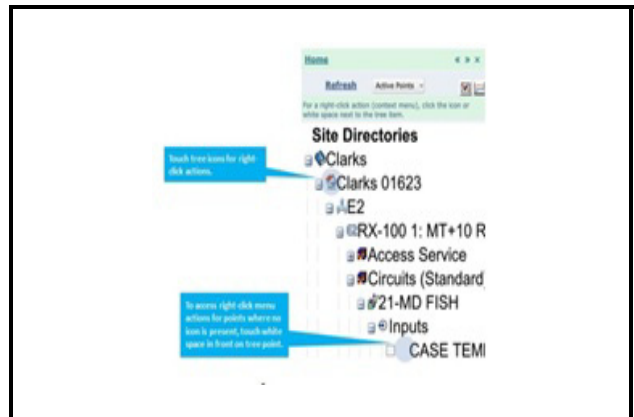 Home
Refresh Active Points
For a right-click action (context menu), click the icon or
white space next to the tree item.
Site Directories
Clarks
Touch tree icons for right-
click actions.
Clarks 01623
E2
RX-100 1: MT+10 R
Access Service
Circuits (Standard
21-MD FISH
Inputs
To access right-click menu
actions for points where no
icon is present, touch white
space in front on tree point.
CASE TEMI